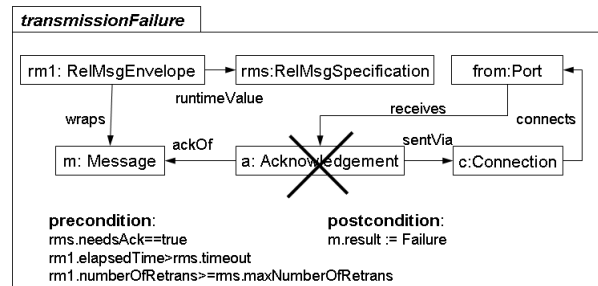 transmissionFailure
rm1: RelMsgEnvelope
rms:RelMsgSpecification
from:Port
runtimeValue
receives
wraps
connects
ackOf
sentVia
m: Message
a: Acknowledgement
c:Connection
precondition:
rms.needsAck==true
rm1.elapsedTime>rms.timeout
rm1.numberOfRetrans>=rms.maxNumberOfRetrans
postcondition:
m.result := Failure